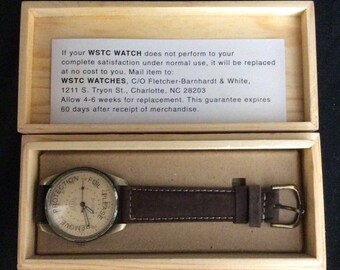 If your WSTC WATCH does not perform to your
complete satisfaction under normal use, it will be replaced
at no cost to you. Mail item to:
WSTC WATCHES, C/O Fletcher-Barnhardt & White,
1211 S. Tryon St., Charlotte, NC 28203
Allow 4-6 weeks for replacement. This guarantee expires
60 days after receipt of merchandise.